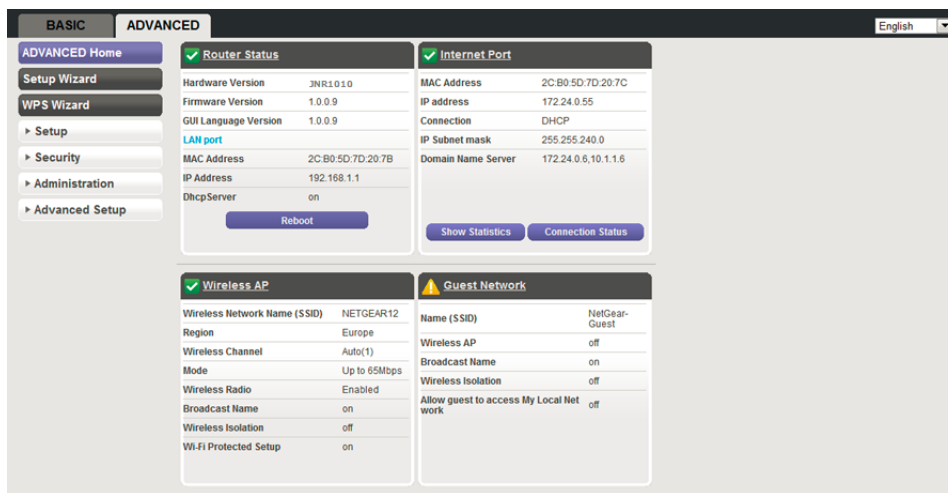 BASIC
ADVANCED
English
ADVANCED Home
Setup Wizard
WPS Wizard
Setup
Security
Administration
Advanced Setup
Router Status
Hardware Version JNR1010
Firmware Version 1.0.0.9
GUI Language Version 1.0.0.9
LAN port
MAC Address 2C:B0:5D:7D:20:7B
IP Address 192.168.1.1
DhcpServer on
Reboot
Internet Port
MAC Address 2C:B0:5D:7D:20:7C
IP address 172.24.0.55
Connection DHCP
IP Subnet mask 255.255.240.0
Domain Name Server 172.24.0.6,10.1.1.6
Show Statistics
Connection Status
Wireless AP
Wireless Network Name (SSID) NETGEAR12
Region Europe
Wireless Channel Auto(1)
Mode Up to 65Mbps
Wireless Radio Enabled
Broadcast Name on
Wireless Isolation off
Wi-Fi Protected Setup on
Guest Network
Name (SSID) NetGear-
Guest
Wireless AP off
Broadcast Name on
Wireless Isolation off
Allow guest to access My Local Net
work off